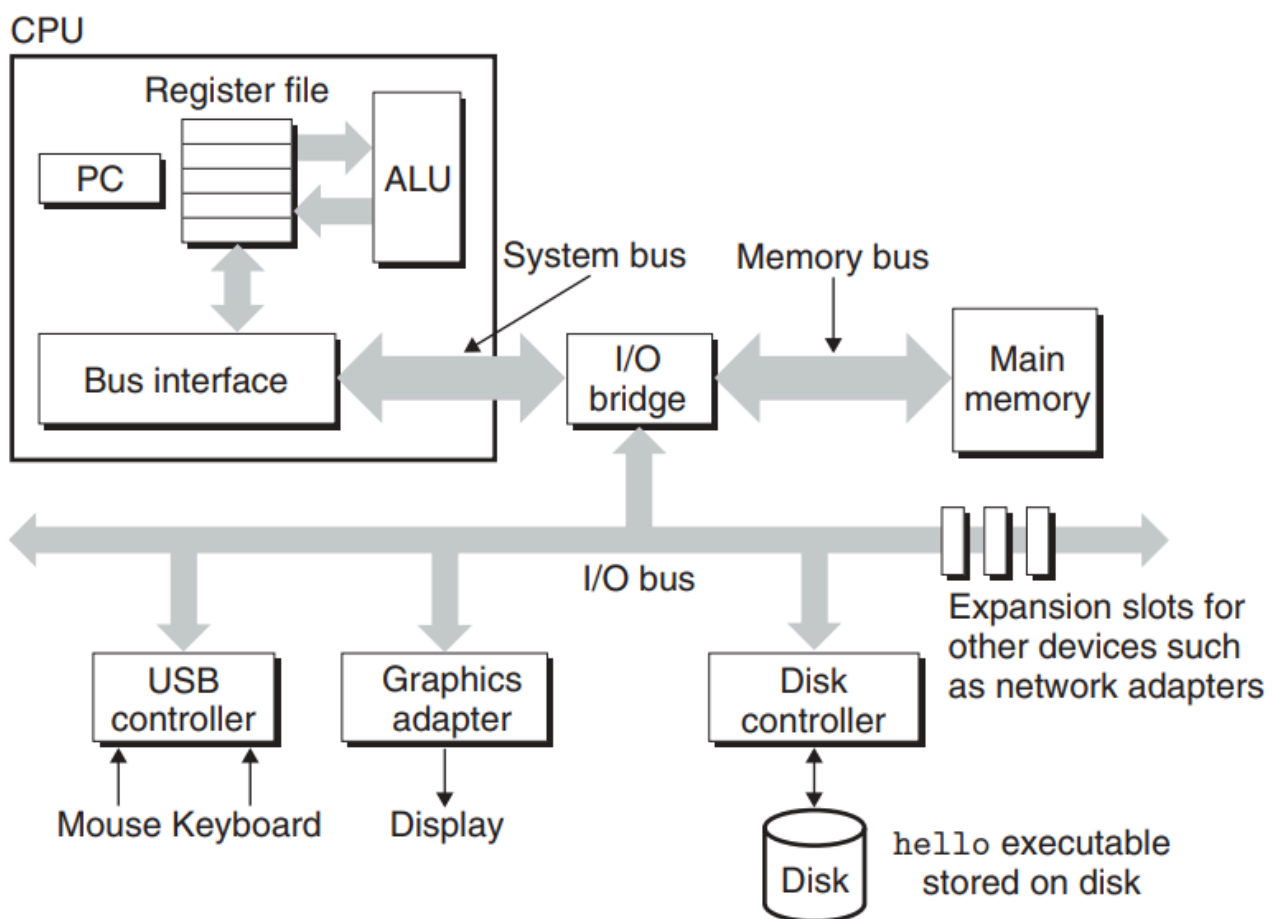 CPU
Register file
PC
ALU
System bus
Memory bus
Bus interface
I/O
bridge
Main
memory
I/O bus
Expansion slots for
other devices such
as network adapters
USB
controller
Graphics
adapter
Disk
controller
Mouse Keyboard
Display
Disk
hello executable
stored on disk